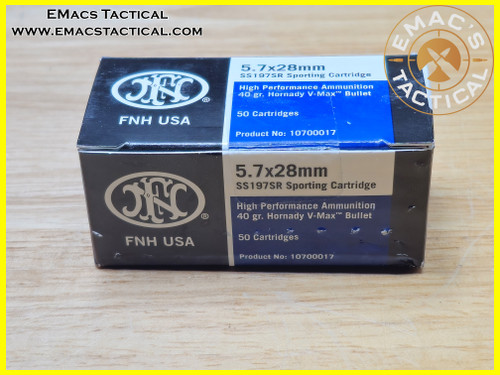 EMacs Tactical
www.emacstactical.com
EMAC'S
TACTICAL
FN
®
FNH USA
5.7x28mm
SS197SR Sporting Cartridge
High Performance Ammunition
40 gr. Hornady V-Max™ Bullet
50 Cartridges
Product No: 10700017
FN
®
FNH USA
5.7x28mm
SS197SR Sporting Cartridge
High Performance Ammunition
40 gr. Hornady V-Max™ Bullet
50 Cartridges
Product No: 10700017